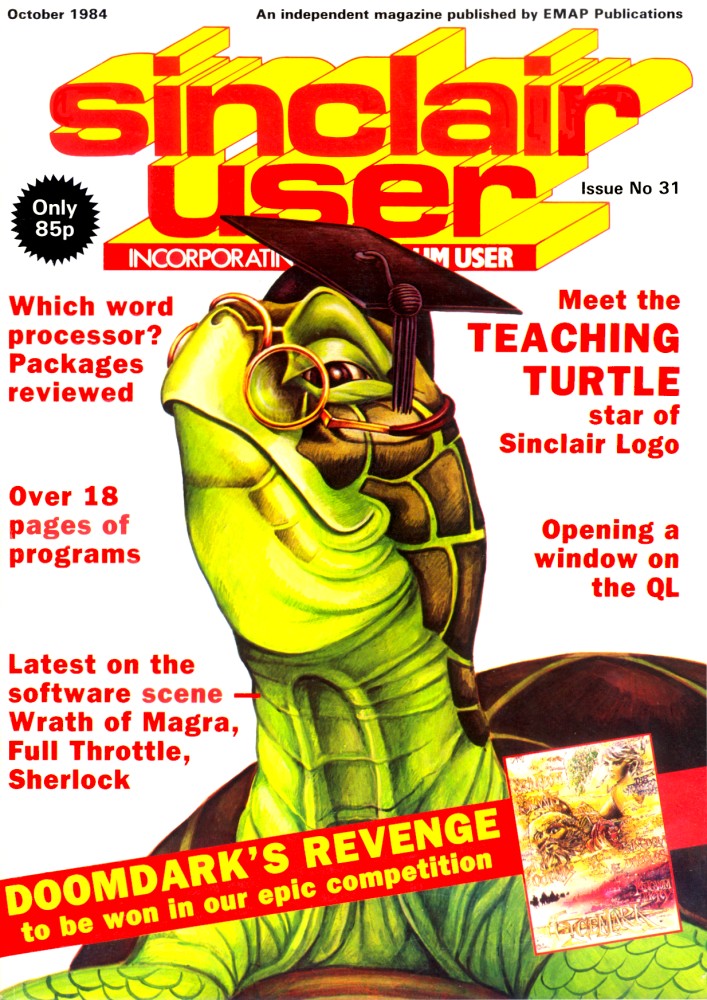 October 1984
An independent magazine published by EMAP Publications
sinclair
user
Issue No 31
Only
85p
INCORPORATIN UM USER
Which word
processor?
Packages
reviewed
Meet the
TEACHING
TURTLE
star of
Sinclair Logo
Over 18
pages of
programs
Opening a
window on
the QL
Latest on the
software scene —
Wrath of Magra,
Full Throttle,
Sherlock
DOOMDARK'S REVENGE
to be won in our epic competition